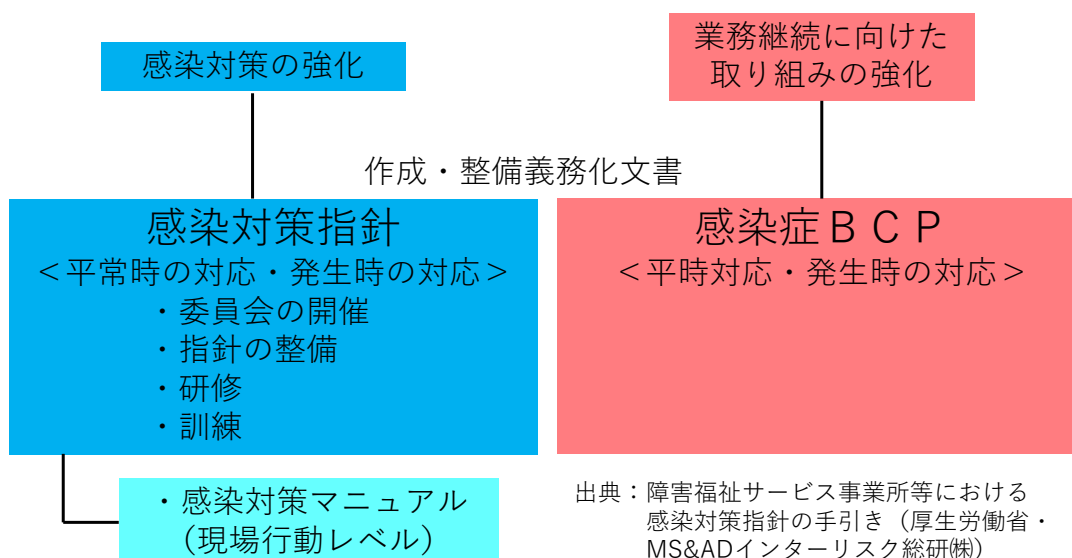 感染対策の強化
業務継続に向けた
取り組みの強化
作成・整備義務化文書
感染対策指針
＜平常時の対応・発生時の対応＞
・委員会の開催
・指針の整備
・研修
・訓練
感染症ＢＣＰ
＜平時対応・発生時の対応＞
・感染対策マニュアル
（現場行動レベル）
出典：障害福祉サービス事業所等における
感染対策指針の手引き（厚生労働省・
MS&ADインターリスク総研㈱）